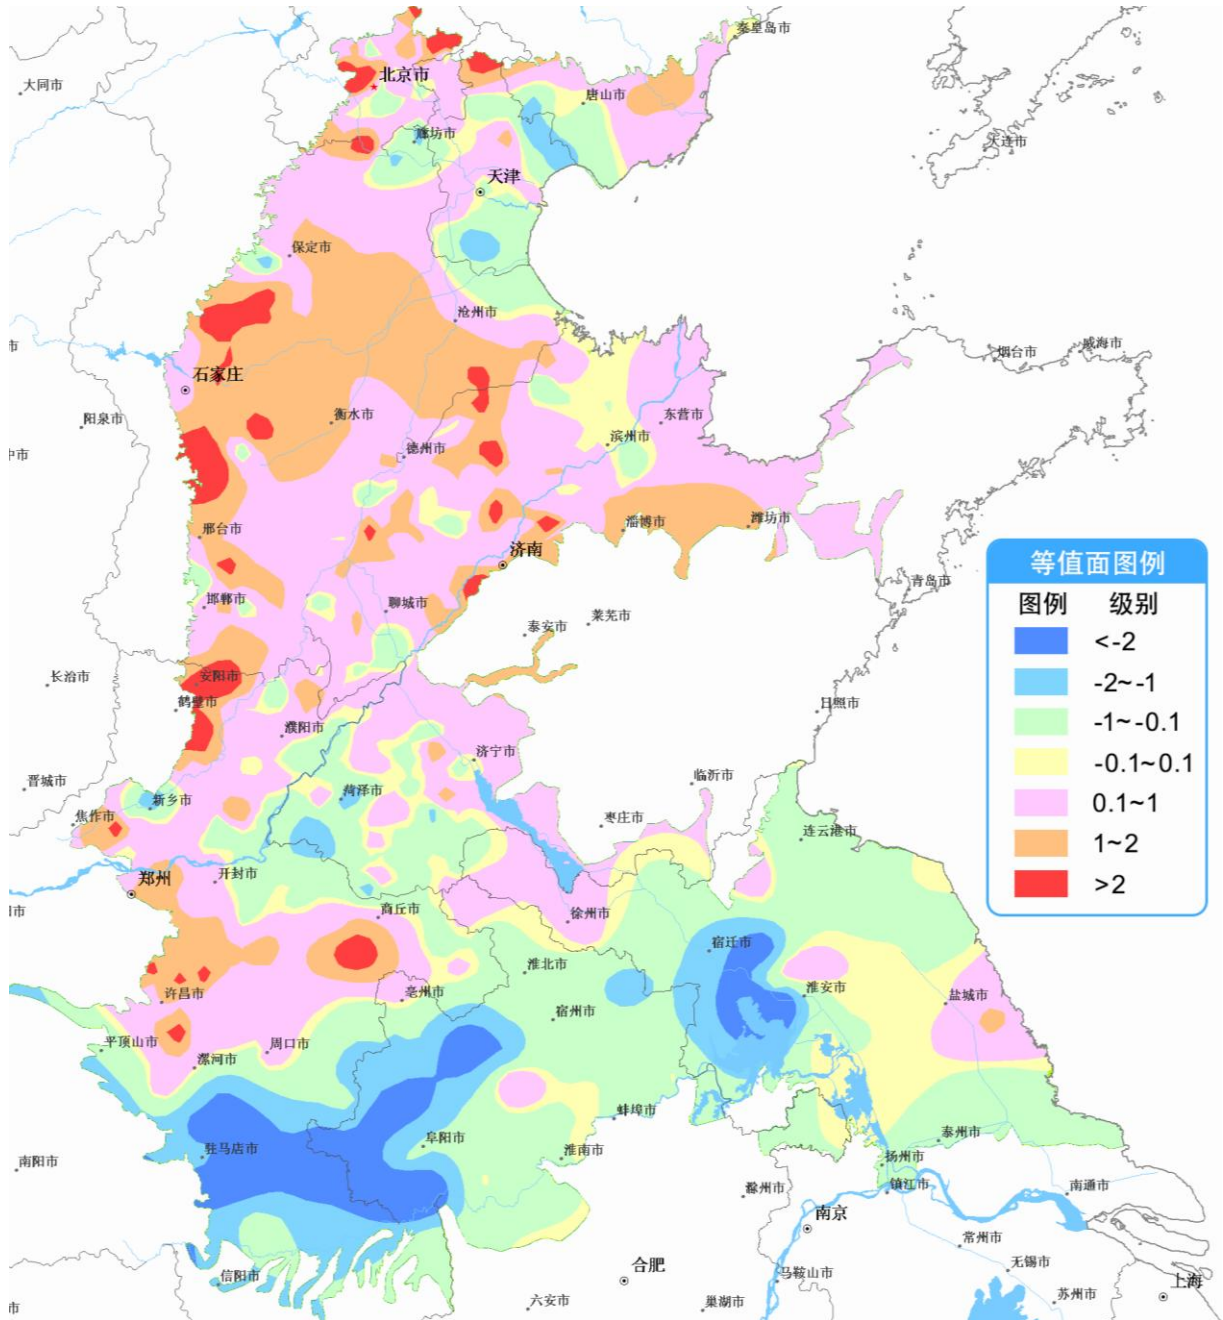 秦皇岛市
北京市
大同市
唐山市
廊坊市
大连市
天津
保定市
沧州市
市
烟台市
威海市
石家庄
阳泉市
衡水市
东营市
滨州市
德州市
中市
邢台市
淄博市
潍坊市
济南
等值面图例
图例 级别
<-2
-2~-1
-1~-0.1
-0.1~0.1
0.1~1
1~2
>2
青岛市
邯郸市
聊城市
莱芜市
泰安市
长治市
安阳市
鹤壁市
日照市
濮阳市
济宁市
晋城市
临沂市
新乡市
菏泽市
焦作市
枣庄市
连云港市
郑州
开封市
商丘市
徐州市
州市
宿迁市
淮北市
许昌市
亳州市
淮安市
盐城市
宿州市
平顶山市
周口市
漯河市
蚌埠市
驻马店市
阜阳市
淮南市
泰州市
南阳市
扬州市
镇江市
南通市
滁州市
南京
常州市
信阳市
合肥
马鞍山市
无锡市
上海
六安市
巢湖市
苏州市
市